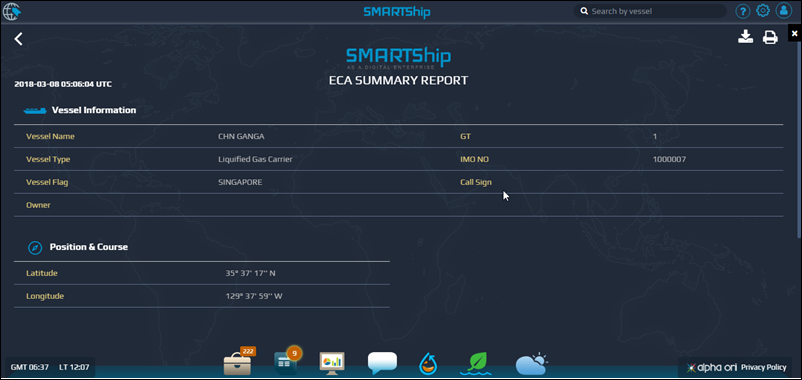 SMARTShip
Search by vessel
?
SMARTShip
AS A DIGITAL ENTERPRISE
ECA SUMMARY REPORT
2018-03-08 05:06:04 UTC
Vessel Information
Vessel Name CHN GANGA GT 1
Vessel Type Liquified Gas Carrier IMO NO 1000007
Vessel Flag SINGAPORE Call Sign
Owner
Position & Course
Latitude 35° 37' 17'' N
Longitude 129° 37' 59'' W
222
9
GMT 06:37 LT 12:07
alpha ori Privacy Policy